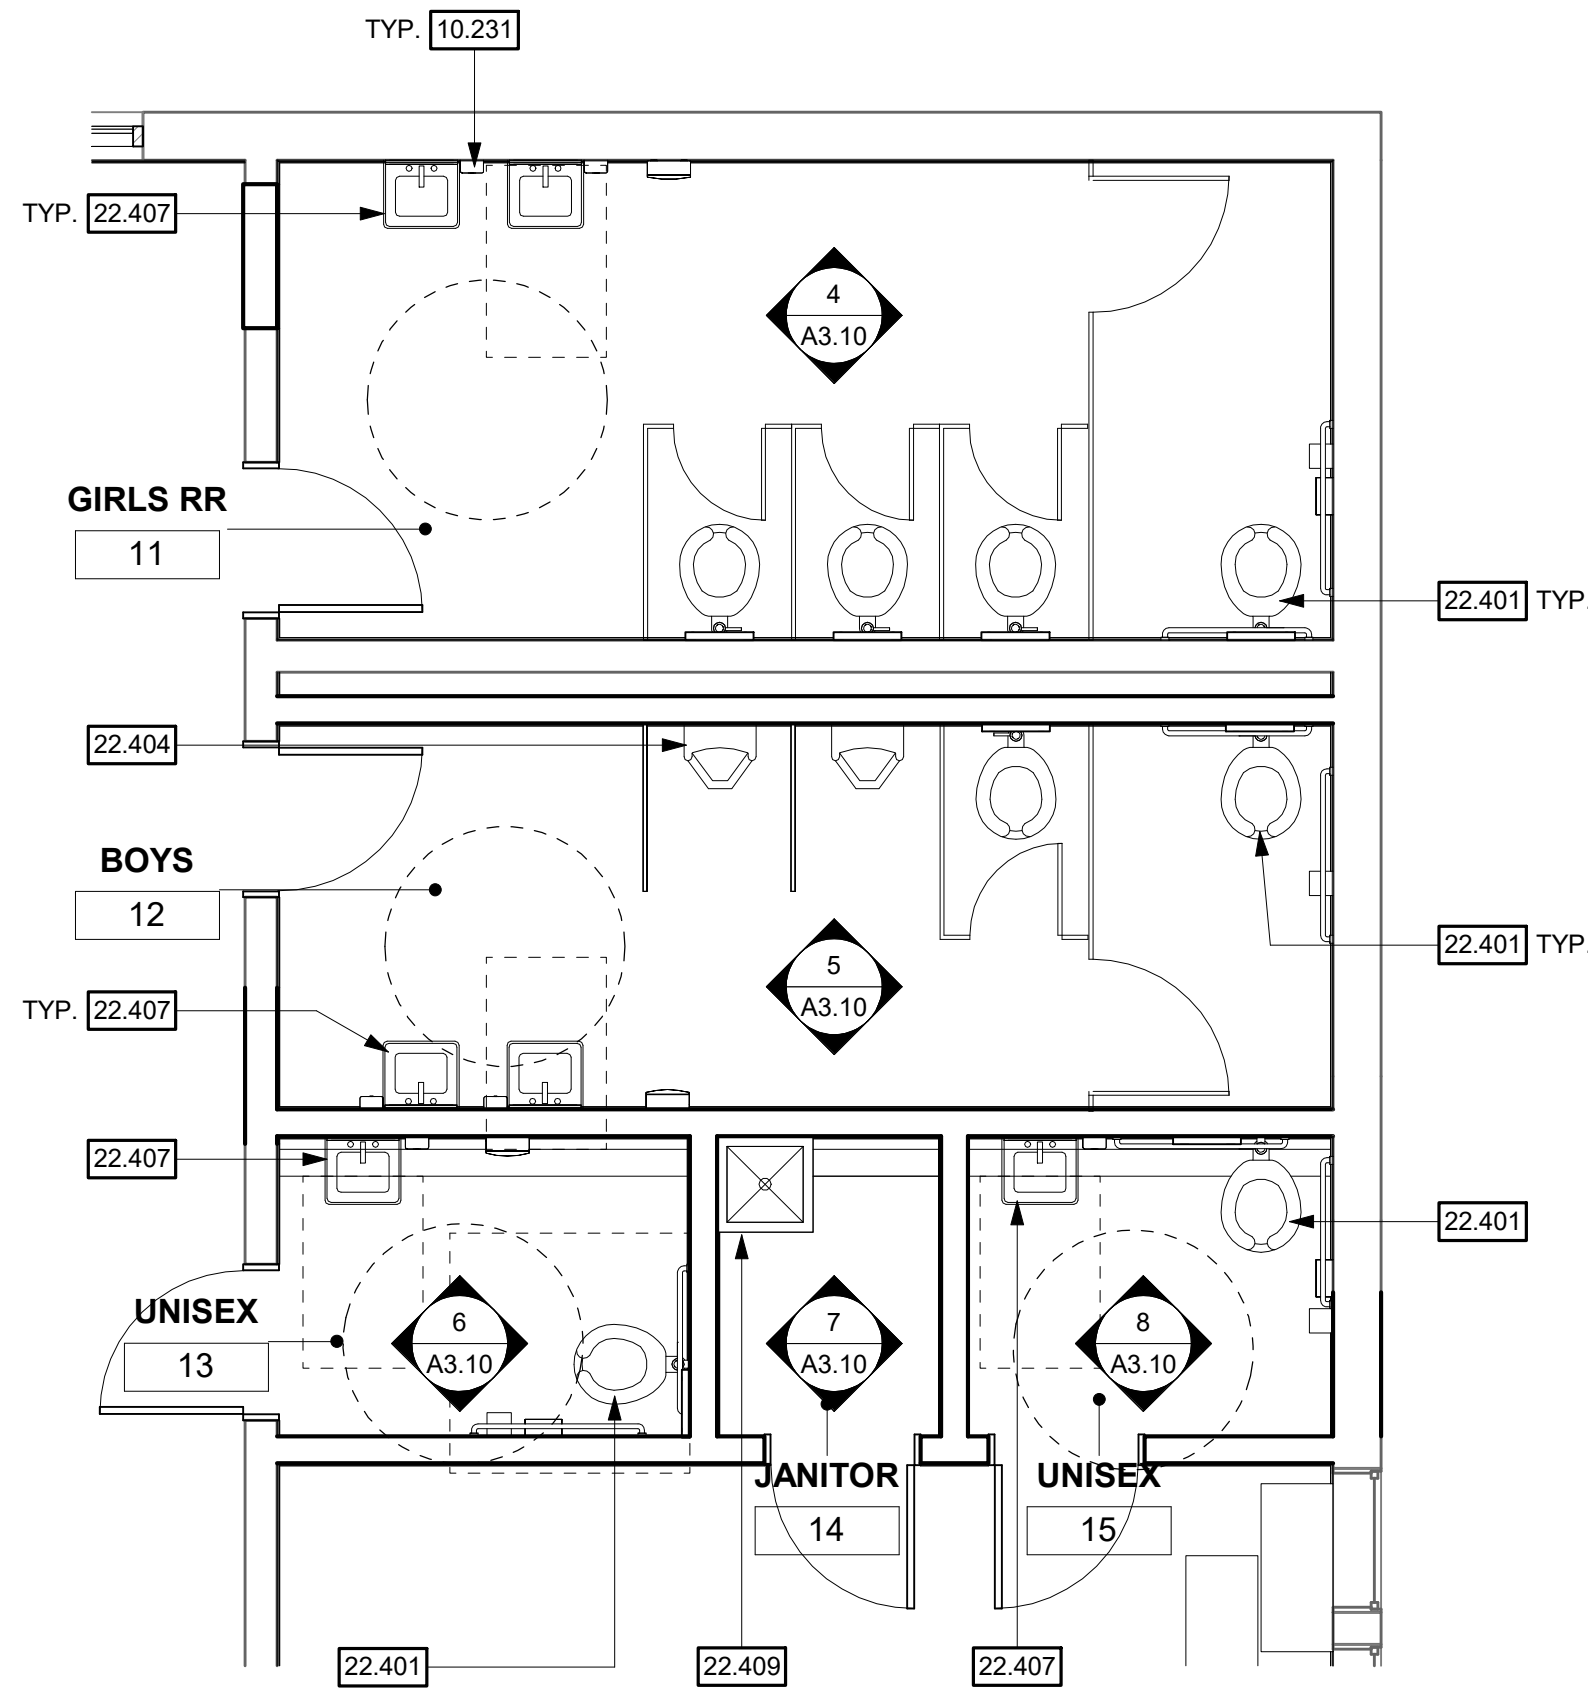 TYP. 10.231
TYP. 22.407
4
A3.10
GIRLS RR
11
22.401 TYP.
22.404
BOYS
12
22.401 TYP.
5
A3.10
TYP. 22.407
22.407
22.401
UNISEX
13
6
A3.10
7
A3.10
8
A3.10
JANITOR
14
UNISEX
15
22.401
22.409
22.407